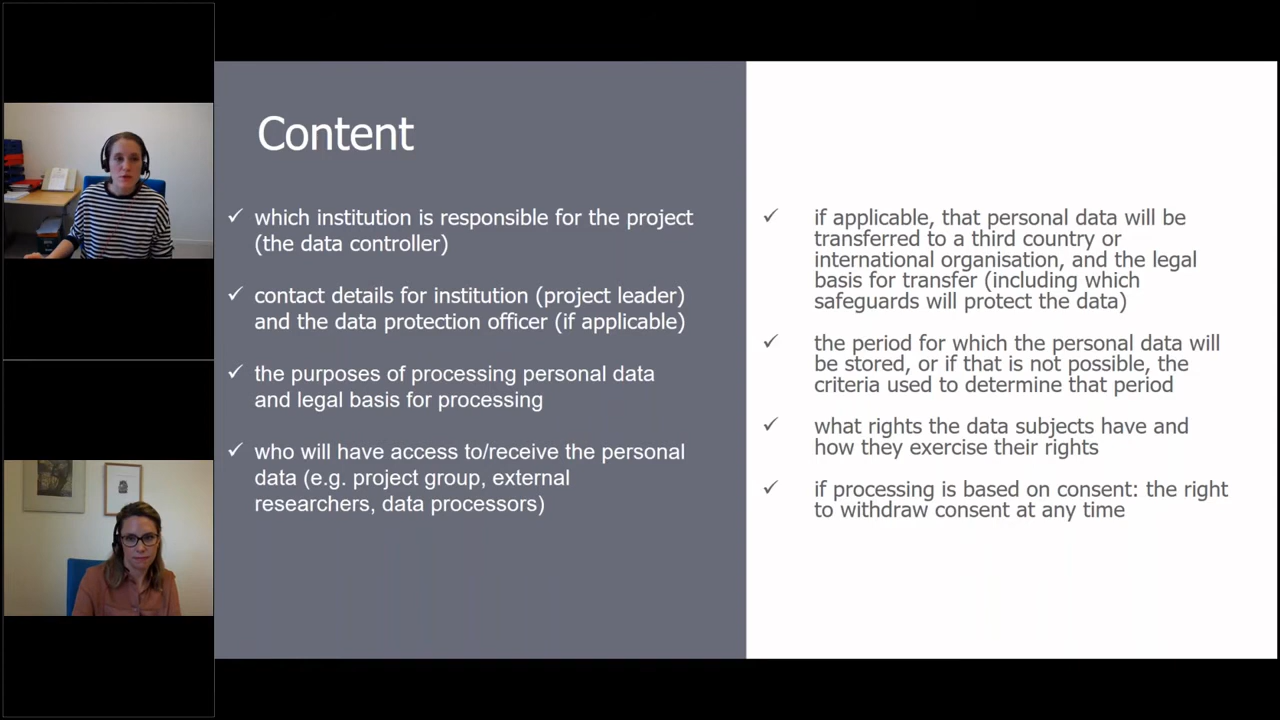 Content
which institution is responsible for the project
(the data controller)
contact details for institution (project leader)
and the data protection officer (if applicable)
the purposes of processing personal data
and legal basis for processing
who will have access to/receive the personal
data (e.g. project group, external
researchers, data processors)
if applicable, that personal data will be
transferred to a third country or
international organisation, and the legal
basis for transfer (including which
safeguards will protect the data)
the period for which the personal data will
be stored, or if that is not possible, the
criteria used to determine that period
what rights the data subjects have and
how they exercise their rights
if processing is based on consent: the right
to withdraw consent at any time